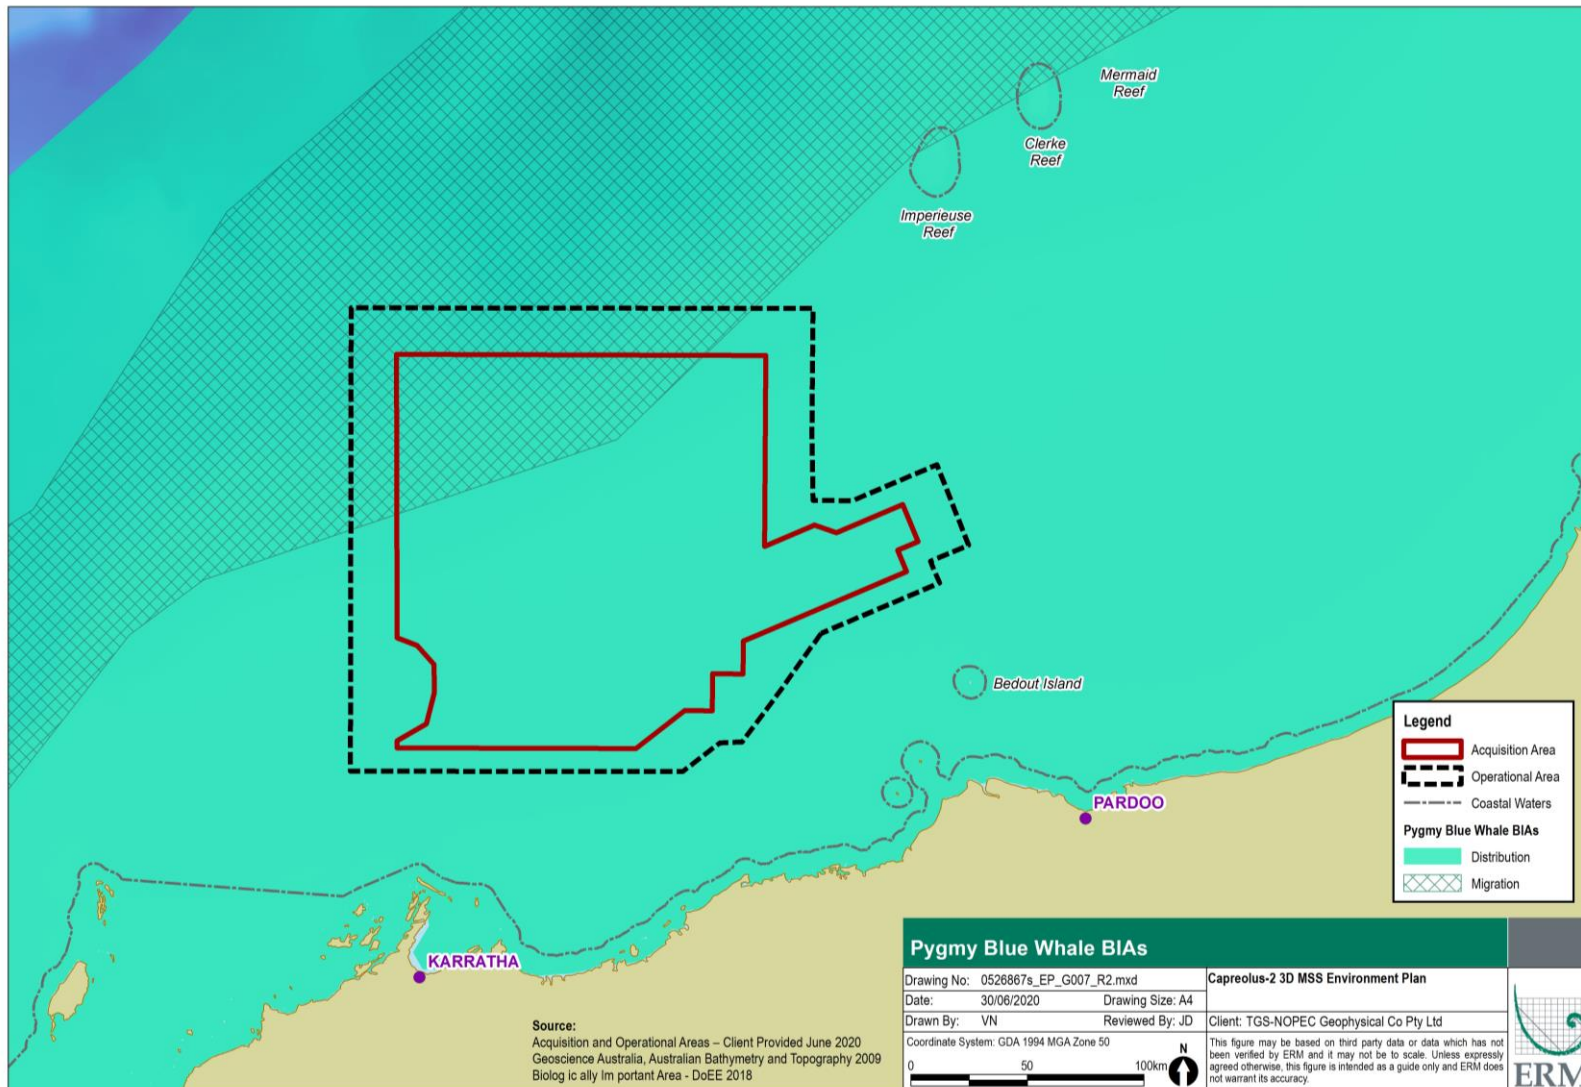 Mermaid
Reef
Clerke
Reef
Imperieuse
Reef
Bedout Island
PARDOO
KARRATHA
Legend
Acquisition Area
Operational Area
Coastal Waters
Pygmy Blue Whale BIAs
Distribution
Migration
Source:
Acquisition and Operational Areas – Client Provided June 2020
Geoscience Australia, Australian Bathymetry and Topography 2009
Biolog ic ally Im portant Area - DoEE 2018
Pygmy Blue Whale BIAs
Drawing No: 0526867s_EP_G007_R2.mxd
Date: 30/06/2020 Drawing Size: A4
Drawn By: VN Reviewed By: JD
Coordinate System: GDA 1994 MGA Zone 50
0 50 100km
N
Capreolus-2 3D MSS Environment Plan
Client: TGS-NOPEC Geophysical Co Pty Ltd
This figure may be based on third party data or data which has not
been verified by ERM and it may not be to scale. Unless expressly
agreed otherwise, this figure is intended as a guide only and ERM does
not warrant its accuracy.
ERM